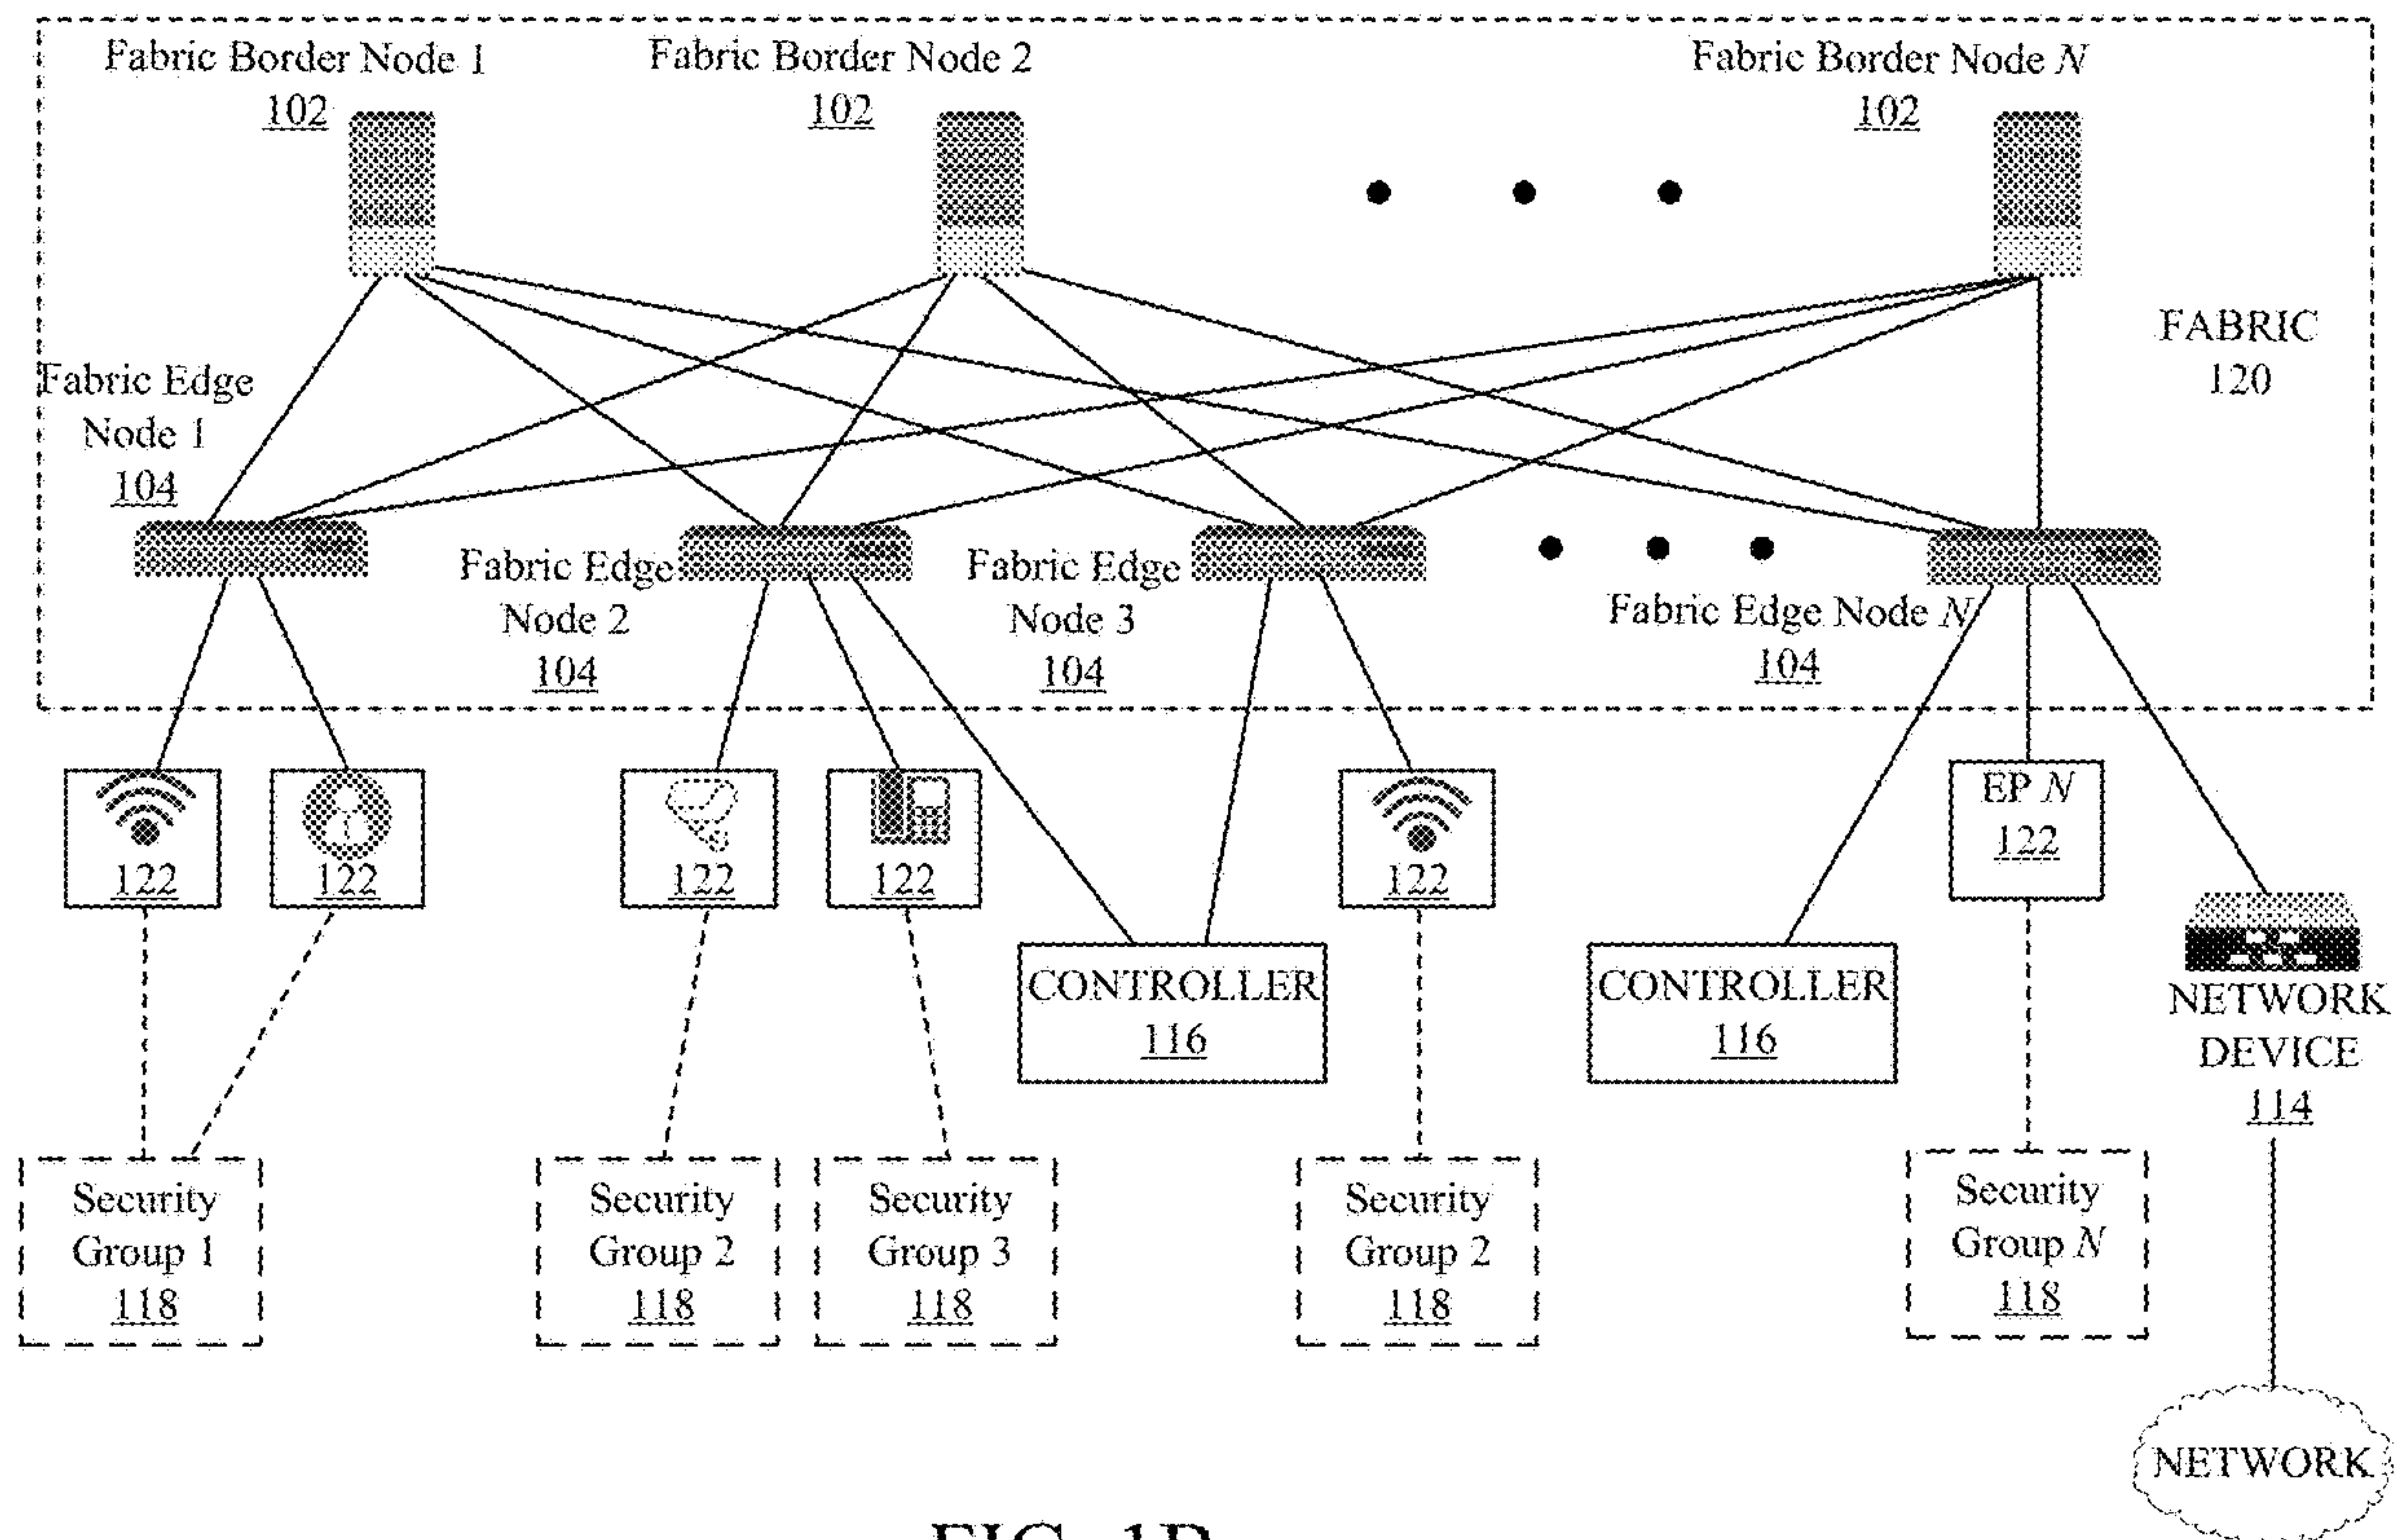 Fabric Border Node 1
102
Fabric Border Node 2
102
Fabric Border Node N
102
FABRIC
120
Fabric Edge
Node 1
104
Fabric Edge
Node 2
104
Fabric Edge
Node 3
104
Fabric Edge Node N
104
122
122
122
122
122
EP N
122
CONTROLLER
116
CONTROLLER
116
NETWORK
DEVICE
114
Security
Group 1
118
Security
Group 2
118
Security
Group 3
118
Security
Group 2
118
Security
Group N
118
NETWORK